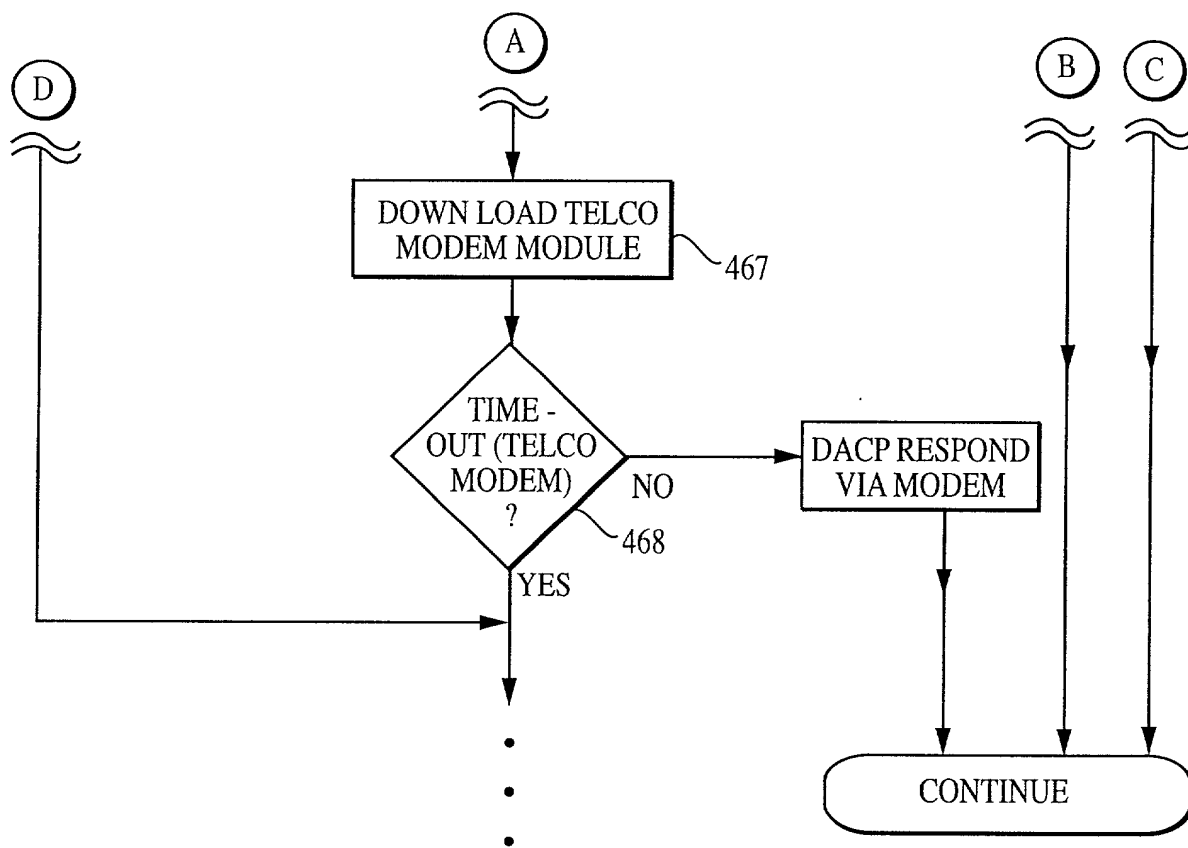 A
D
B
C
DOWN LOAD TELCO
MODEM MODULE
467
TIME -
OUT (TELCO
MODEM)
?
NO
468
YES
DACP RESPOND
VIA MODEM
CONTINUE